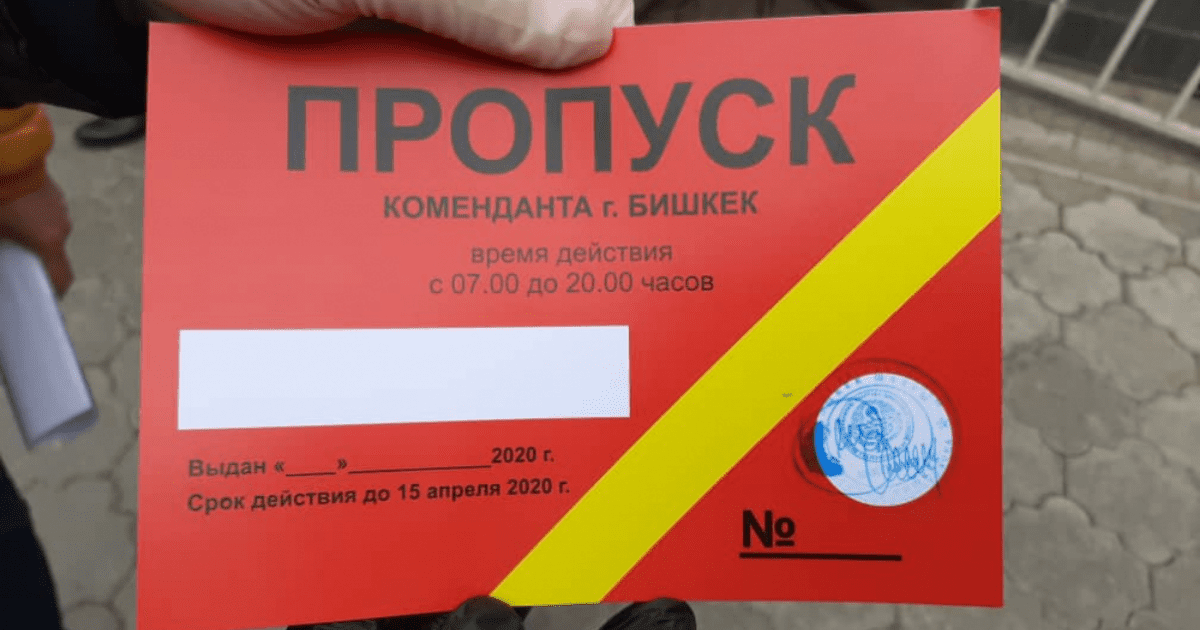 ПРОПУСК
КОМЕНДАНТА г. БИШКЕК
время действия
с 07.00 до 20.00 часов
Выдан «____»____________2020 г.
Срок действия до 15 апреля 2020 г.
№